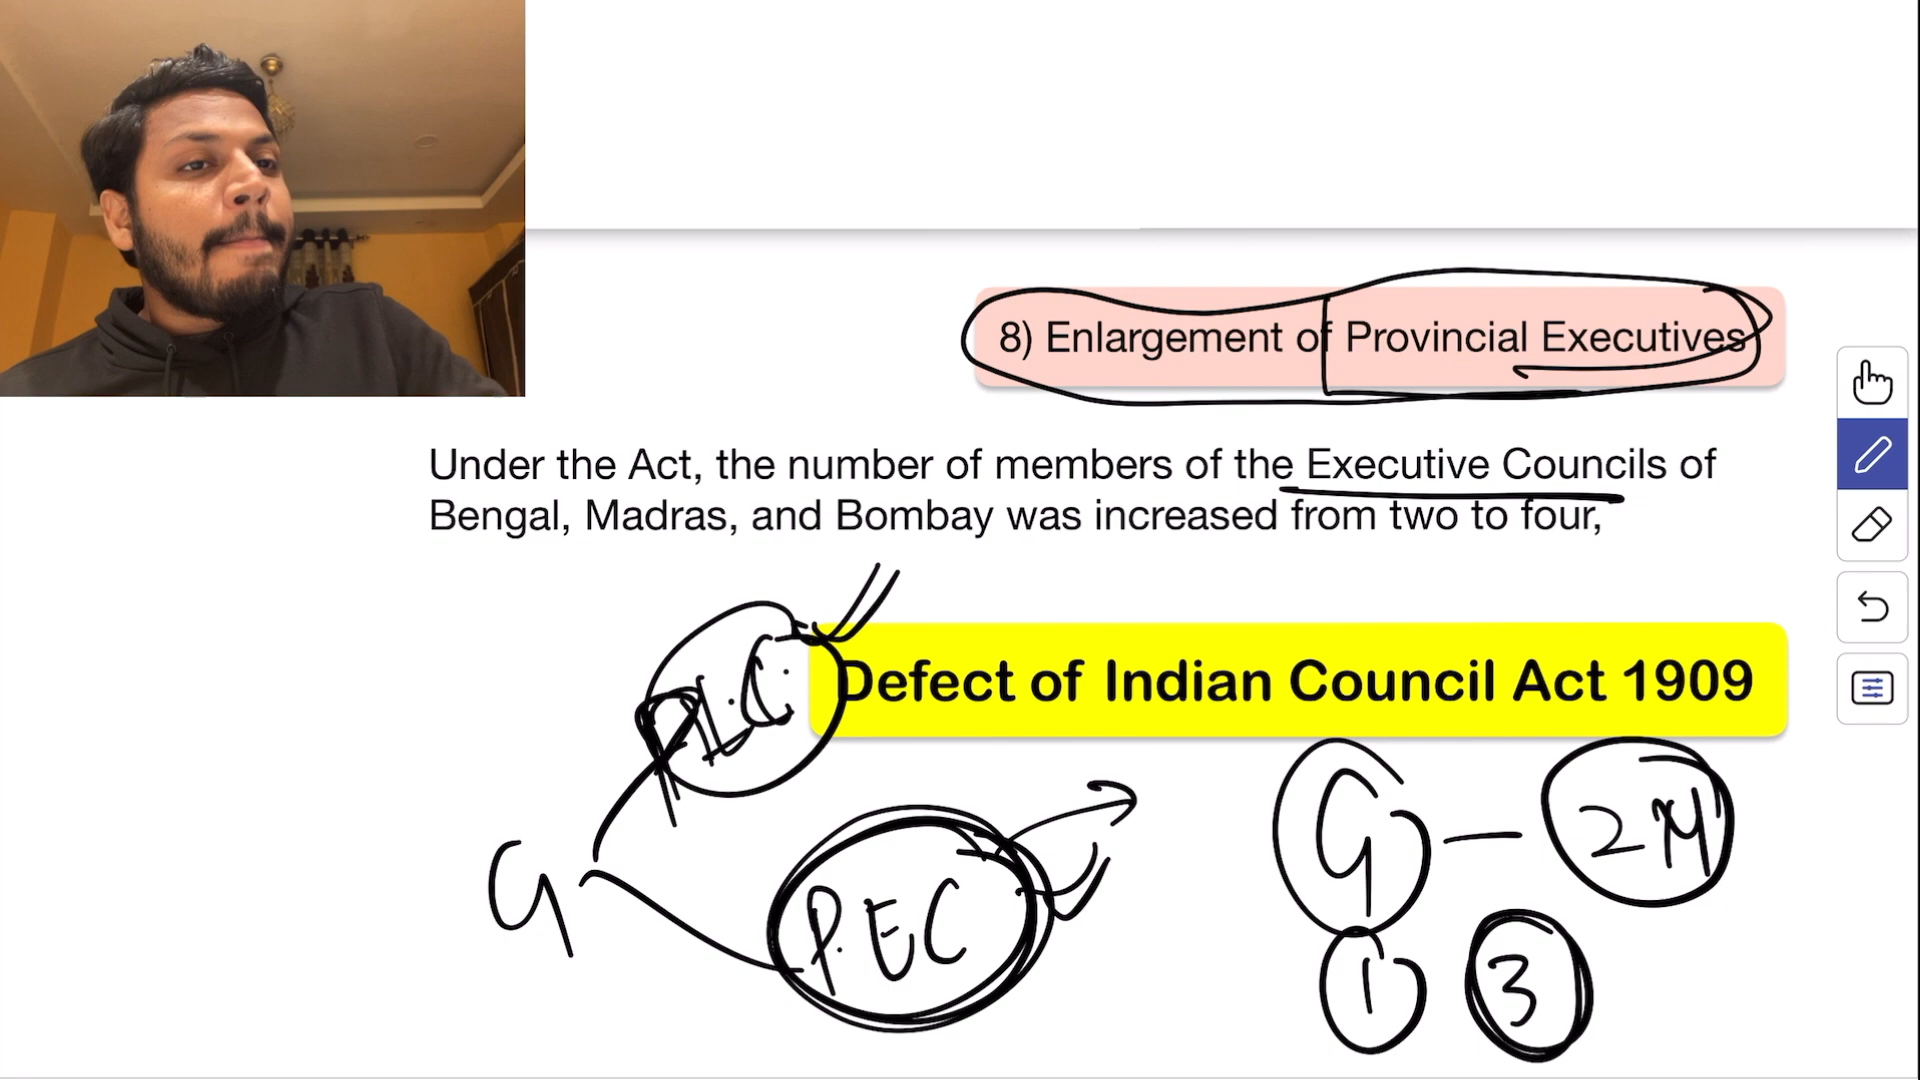 8) Enlargement of Provincial Executives
Under the Act, the number of members of the Executive Councils of
Bengal, Madras, and Bombay was increased from two to four,
Defect of Indian Council Act 1909
P.L.C.
G
P.EC
G — 2M
1 3